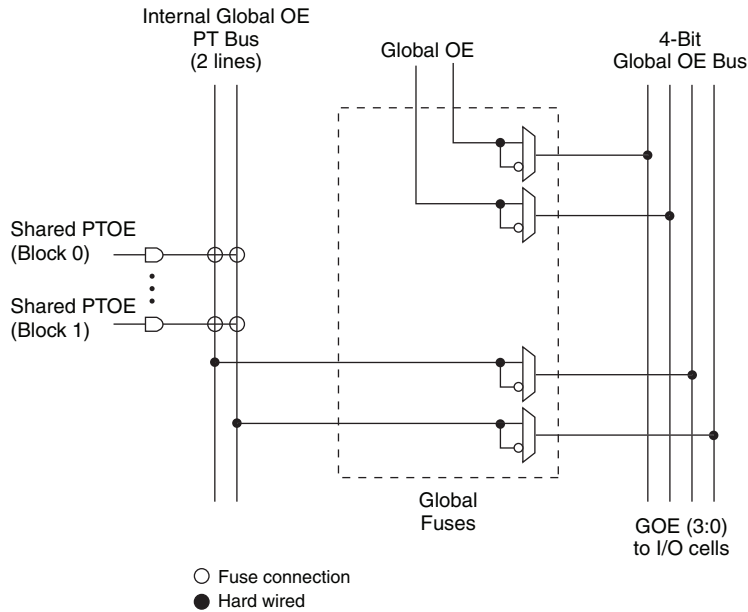 Internal Global OE
PT Bus
(2 lines)
Global OE
4-Bit
Global OE Bus
Shared PTOE
(Block 0)
Shared PTOE
(Block 1)
Global
Fuses
GOE (3:0)
to I/O cells
Fuse connection
Hard wired